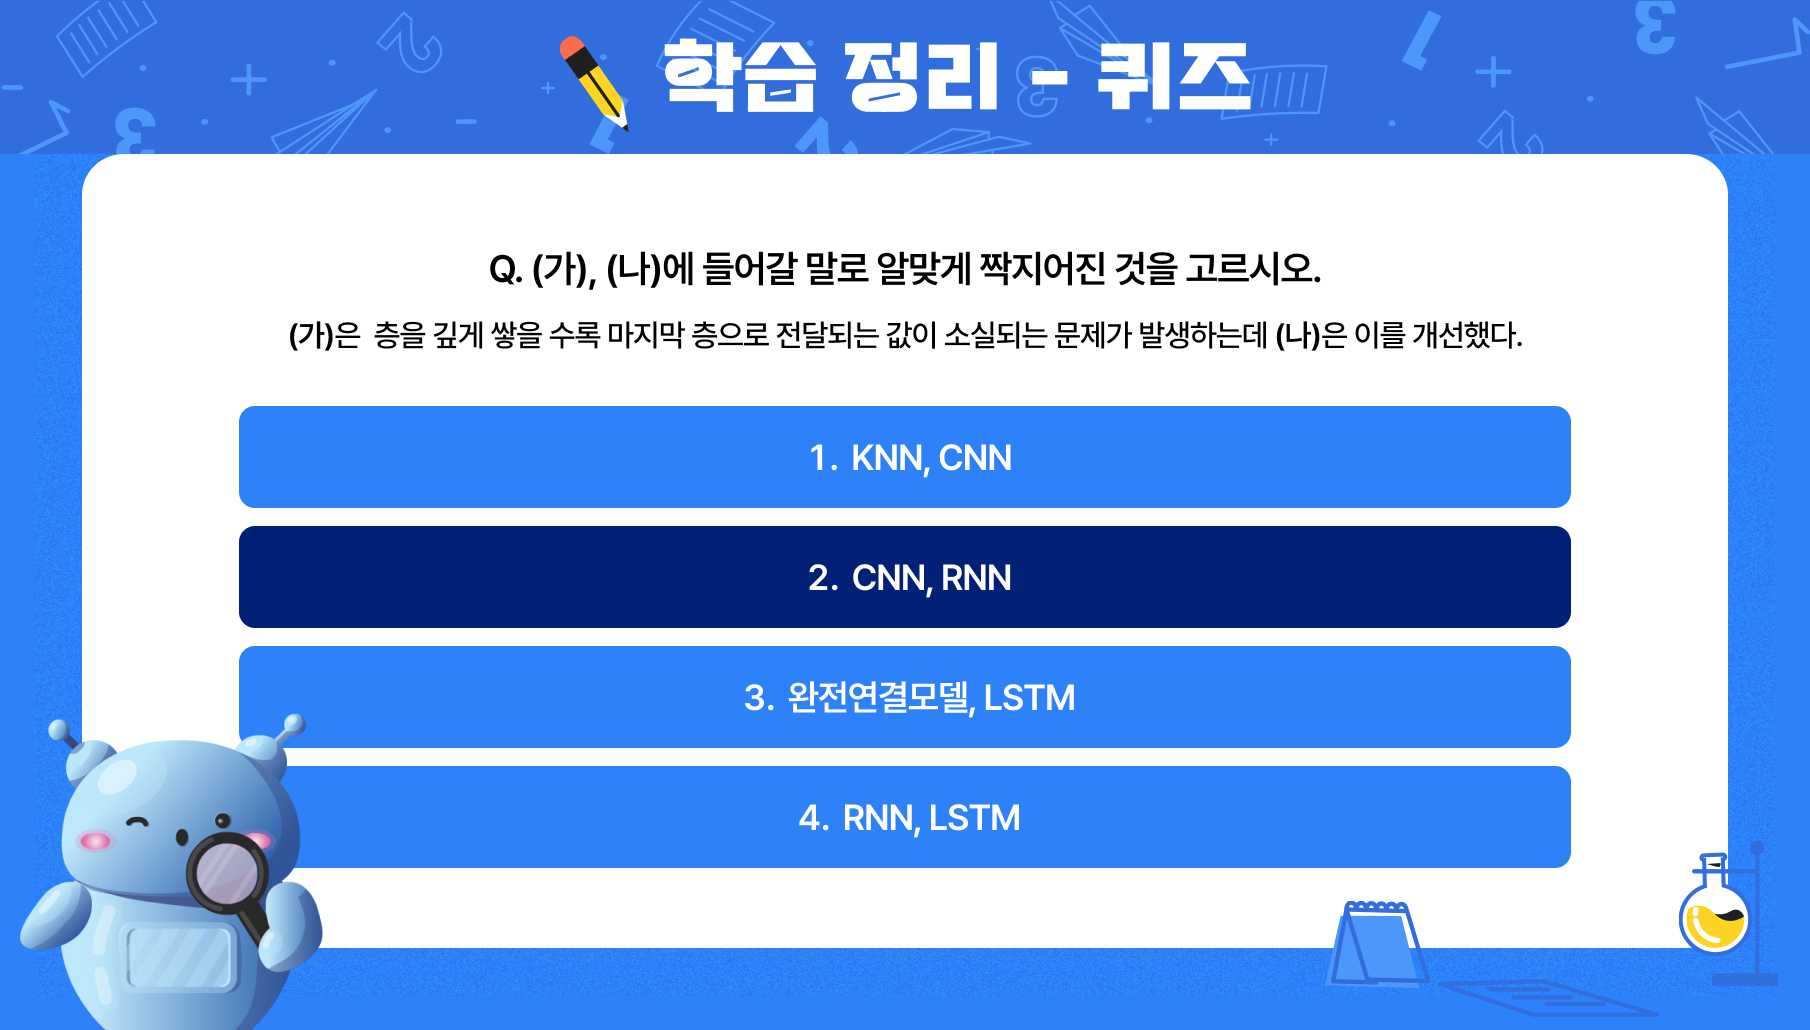 학습 정리 - 퀴즈
Q. (가), (나)에 들어갈 말로 알맞게 짝지어진 것을 고르시오.
(가)은 층을 깊게 쌓을 수록 마지막 층으로 전달되는 값이 소실되는 문제가 발생하는데 (나)은 이를 개선했다.
1. KNN, CNN
2. CNN, RNN
3. 완전연결모델, LSTM
4. RNN, LSTM